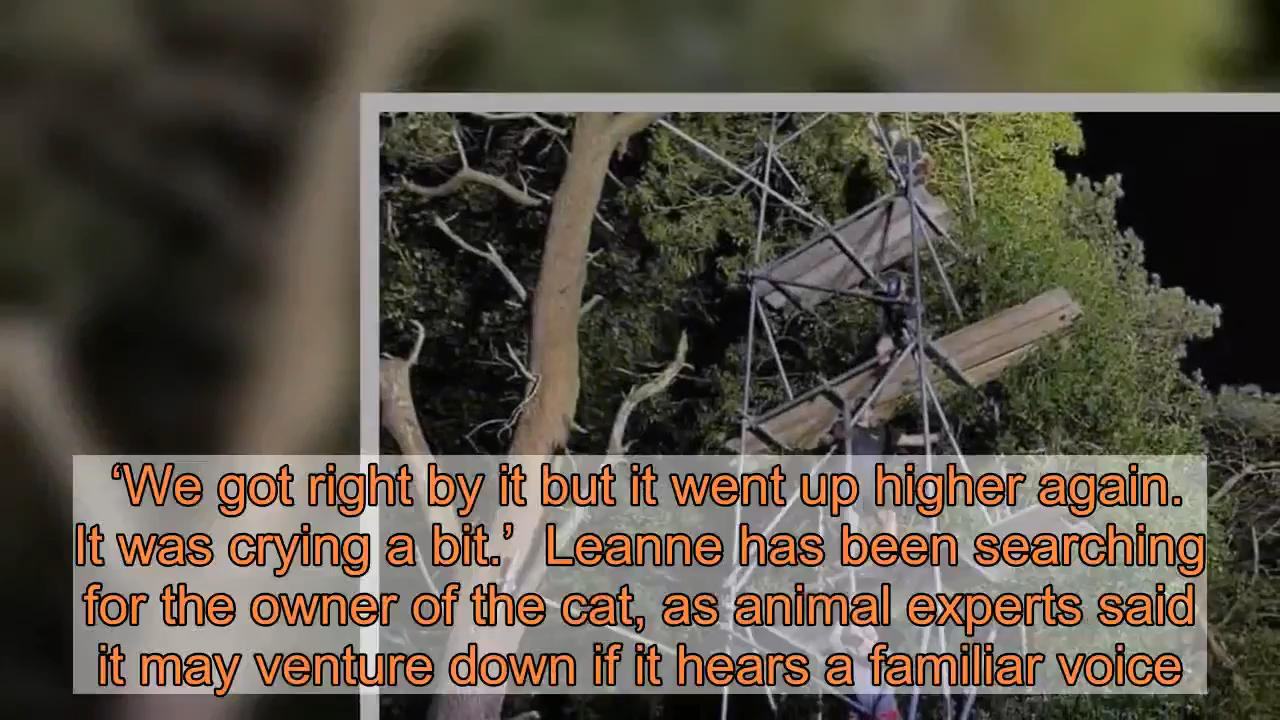 ‘We got right by it but it went up higher again.
It was crying a bit.’  Leanne has been searching
for the owner of the cat, as animal experts said
it may venture down if it hears a familiar voice